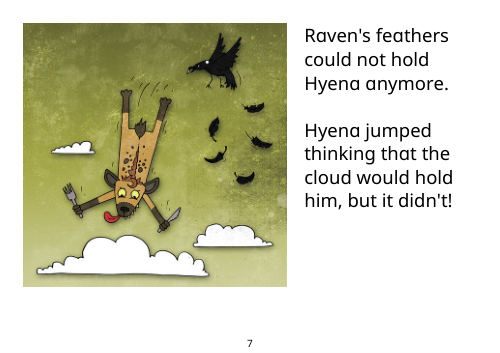 Raven's feathers
could not hold
Hyena anymore.
Hyena jumped
thinking that the
cloud would hold
him, but it didn't!
7